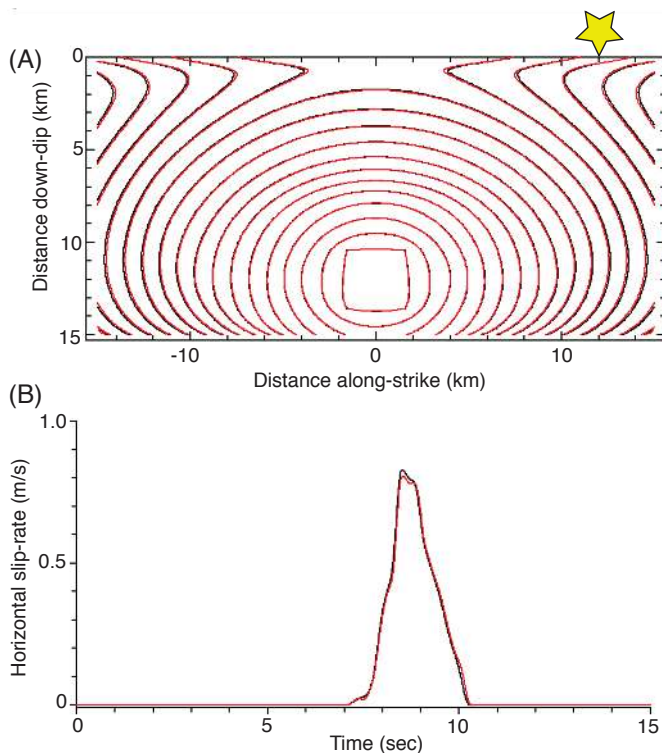 (A)
0
5
10
15
Distance down-dip (km)
-10
0
10
Distance along-strike (km)
(B)
1.0
0.5
0
Horizontal slip-rate (m/s)
0
5
10
15
Time (sec)